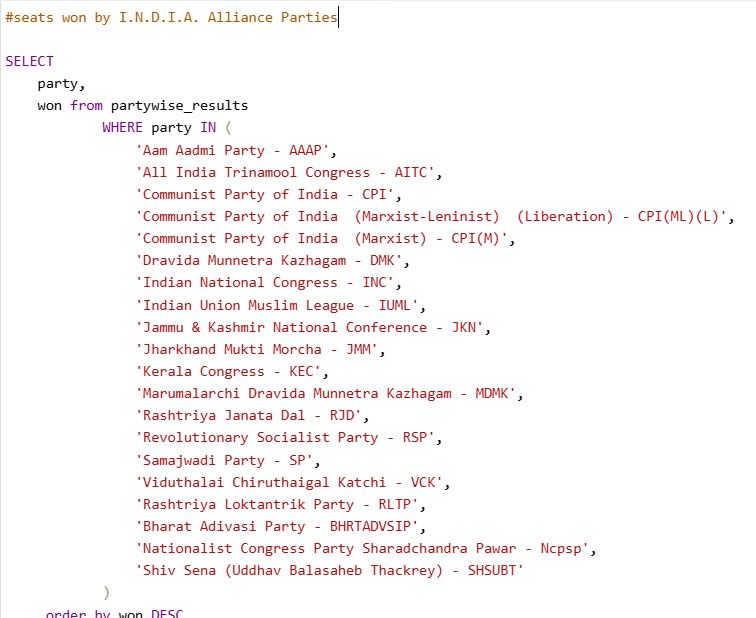 #seats won by I.N.D.I.A. Alliance Parties
SELECT
party,
won from partywise_results
WHERE party IN (
'Aam Aadmi Party - AAAP',
'All India Trinamool Congress - AITC',
'Communist Party of India - CPI',
'Communist Party of India  (Marxist-Leninist)  (Liberation) - CPI(ML)(L)',
'Communist Party of India  (Marxist) - CPI(M)',
'Dravida Munnetra Kazhagam - DMK',
'Indian National Congress - INC',
'Indian Union Muslim League - IUML',
'Jammu & Kashmir National Conference - JKN',
'Jharkhand Mukti Morcha - JMM',
'Kerala Congress - KEC',
'Marumalarchi Dravida Munnetra Kazhagam - MDMK',
'Rashtriya Janata Dal - RJD',
'Revolutionary Socialist Party - RSP',
'Samajwadi Party - SP',
'Viduthalai Chiruthaigal Katchi - VCK',
'Rashtriya Loktantrik Party - RLTP',
'Bharat Adivasi Party - BHRTADVSIP',
'Nationalist Congress Party Sharadchandra Pawar - Ncpsp',
'Shiv Sena (Uddhav Balasaheb Thackrey) - SHSUBT'
)
order by won DESC